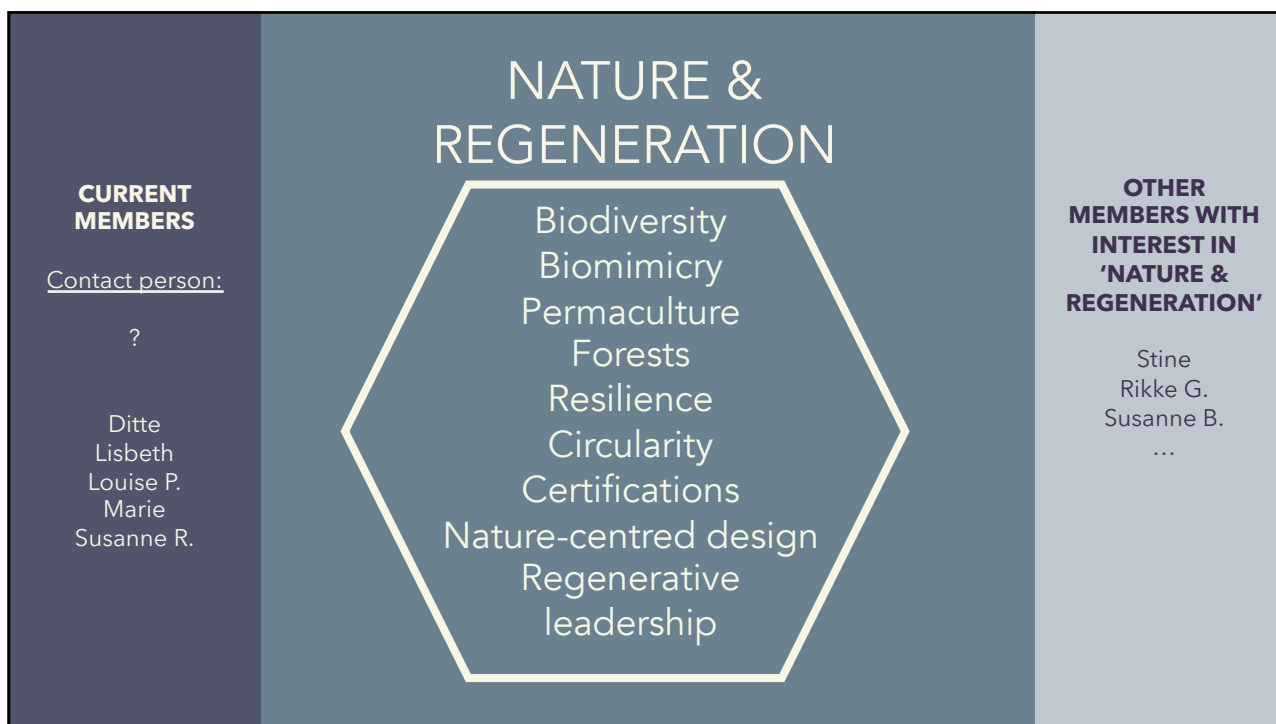 CURRENT
MEMBERS
Contact person:
?
Ditte
Lisbeth
Louise P.
Marie
Susanne R.
NATURE &
REGENERATION
Biodiversity
Biomimicry
Permaculture
Forests
Resilience
Circularity
Certifications
Nature-centred design
Regenerative
leadership
OTHER
MEMBERS WITH
INTEREST IN
‘NATURE &
REGENERATION’
Stine
Rikke G.
Susanne B.
…